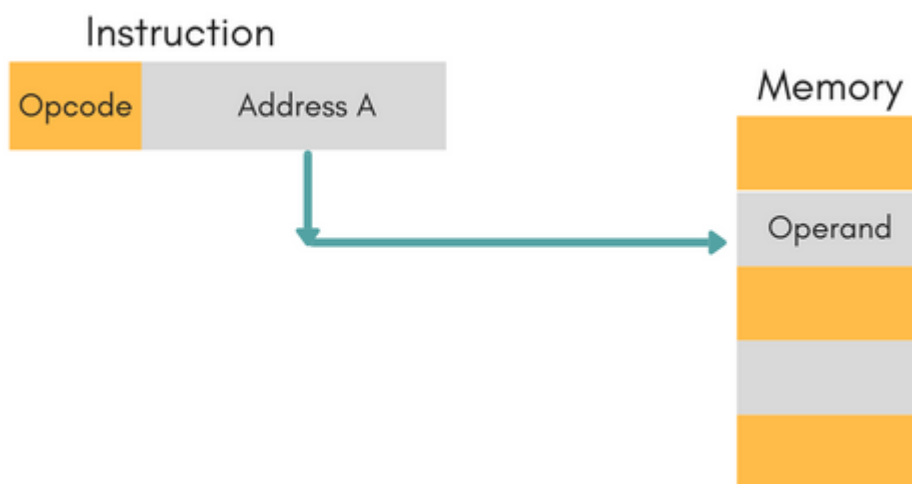 Instruction
Opcode
Address A
Memory
Operand